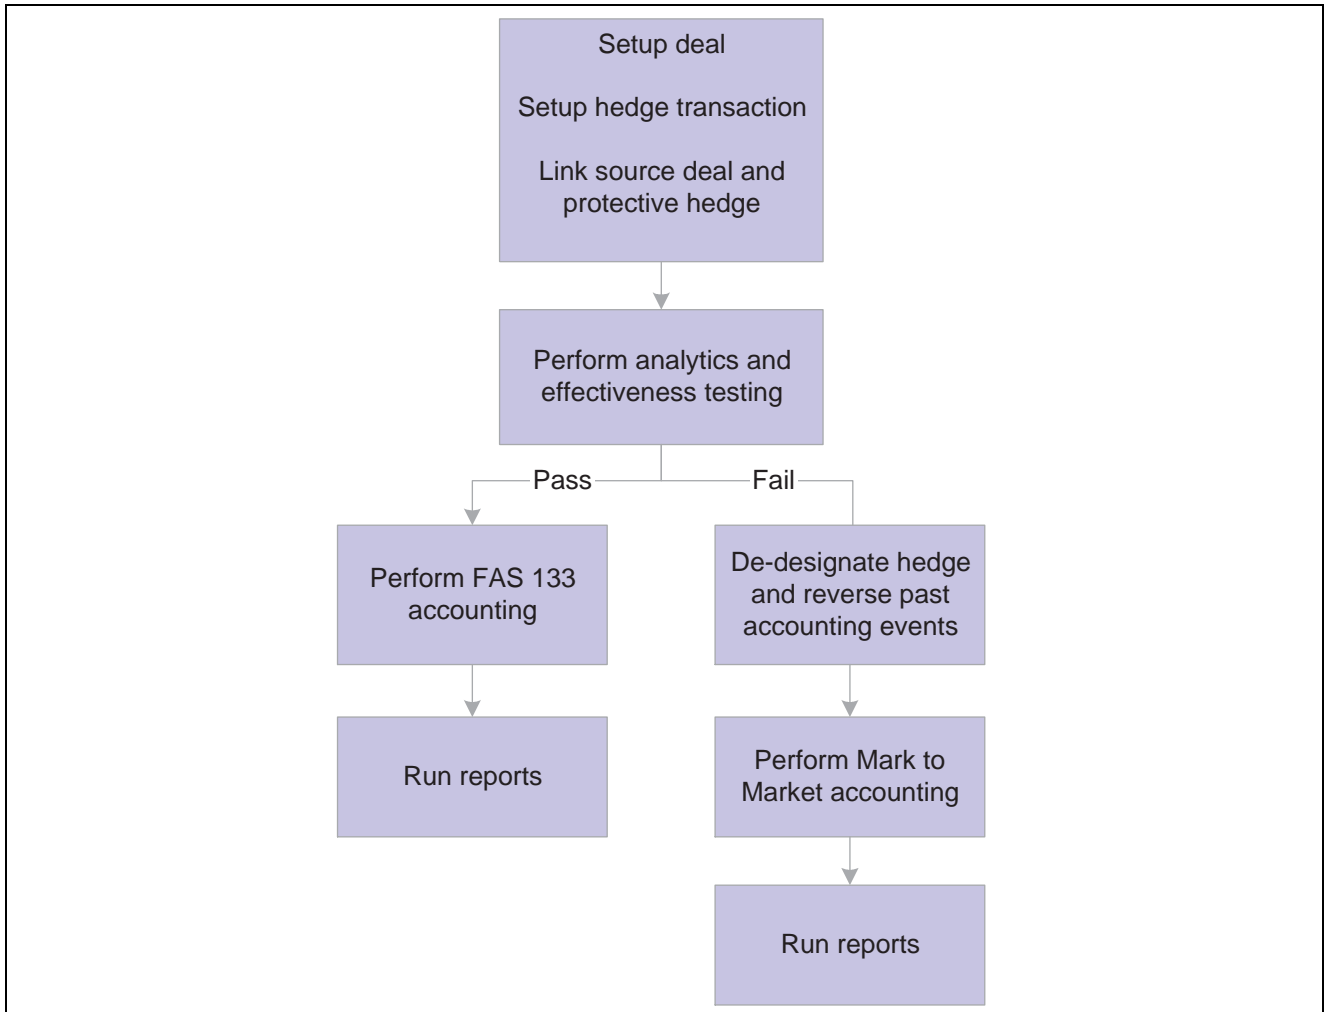 Setup deal
Setup hedge transaction
Link source deal and
protective hedge
Perform analytics and
effectiveness testing
Pass
Fail
Perform FAS 133
accounting
De-designate hedge
and reverse past
accounting events
Run reports
Perform Mark to
Market accounting
Run reports